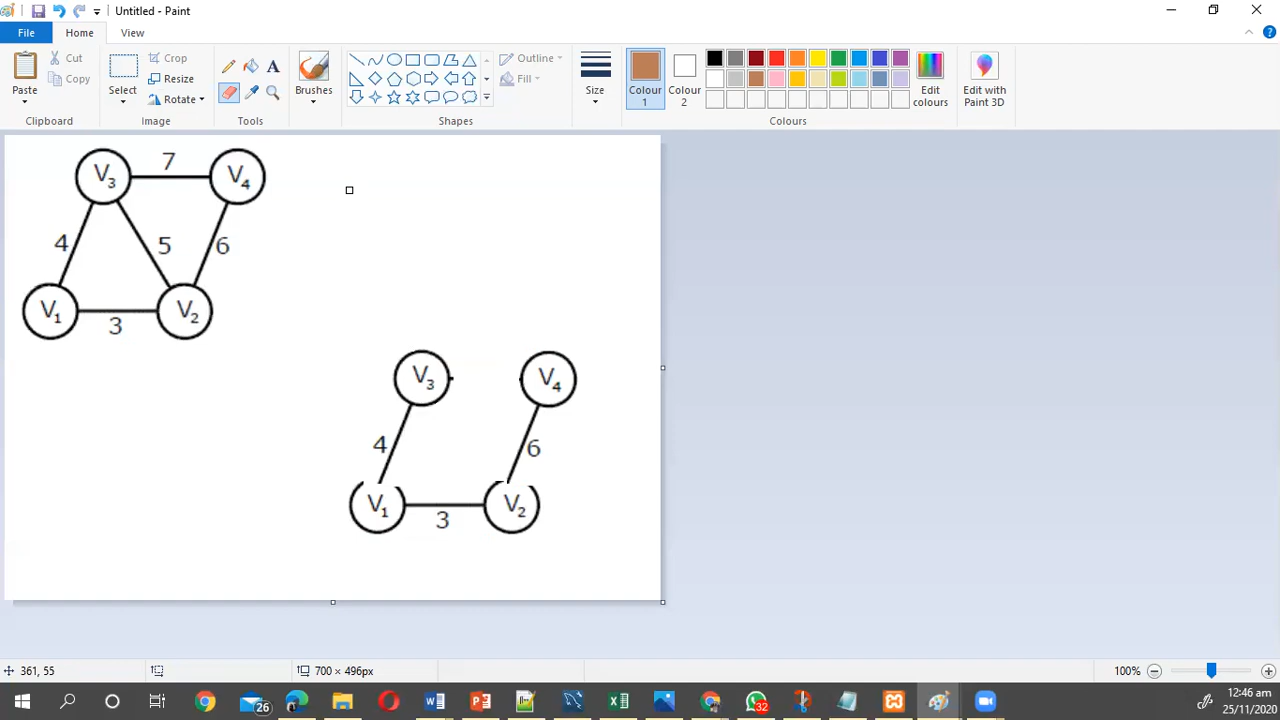 Untitled - Paint
File Home View
Paste
Cut
Copy
Clipboard
Select
Crop
Resize
Rotate
Image
A
Tools
Brushes
Shapes
Outline
Fill
Size
Colour 1
Colour 2
Edit colours
Colours
Edit with Paint 3D
V3 7 V4
4 5 6
V1 3 V2
V3 V4
4 6
V1 3 V2
361, 55
700 × 496px
100%
26
32
12:46 am
25/11/2020